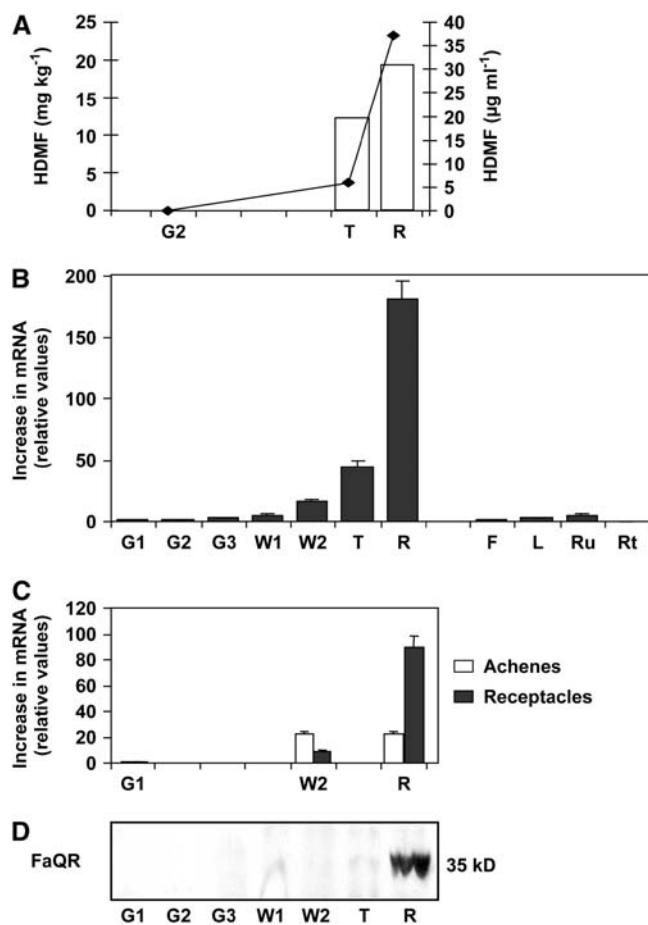 A
HDMF (mg kg⁻¹)
25
20
15
10
5
0
40
35
30
25
20
15
10
5
0
HDMF (µg ml⁻¹)
G2 T R
B
Increase in mRNA
(relative values)
200
150
100
50
0
G1 G2 G3 W1 W2 T R F L Ru Rt
C
Increase in mRNA
(relative values)
120
100
80
60
40
20
0
G1 W2 R
Achenes
Receptacles
D
FaQR
35 kD
G1 G2 G3 W1 W2 T R